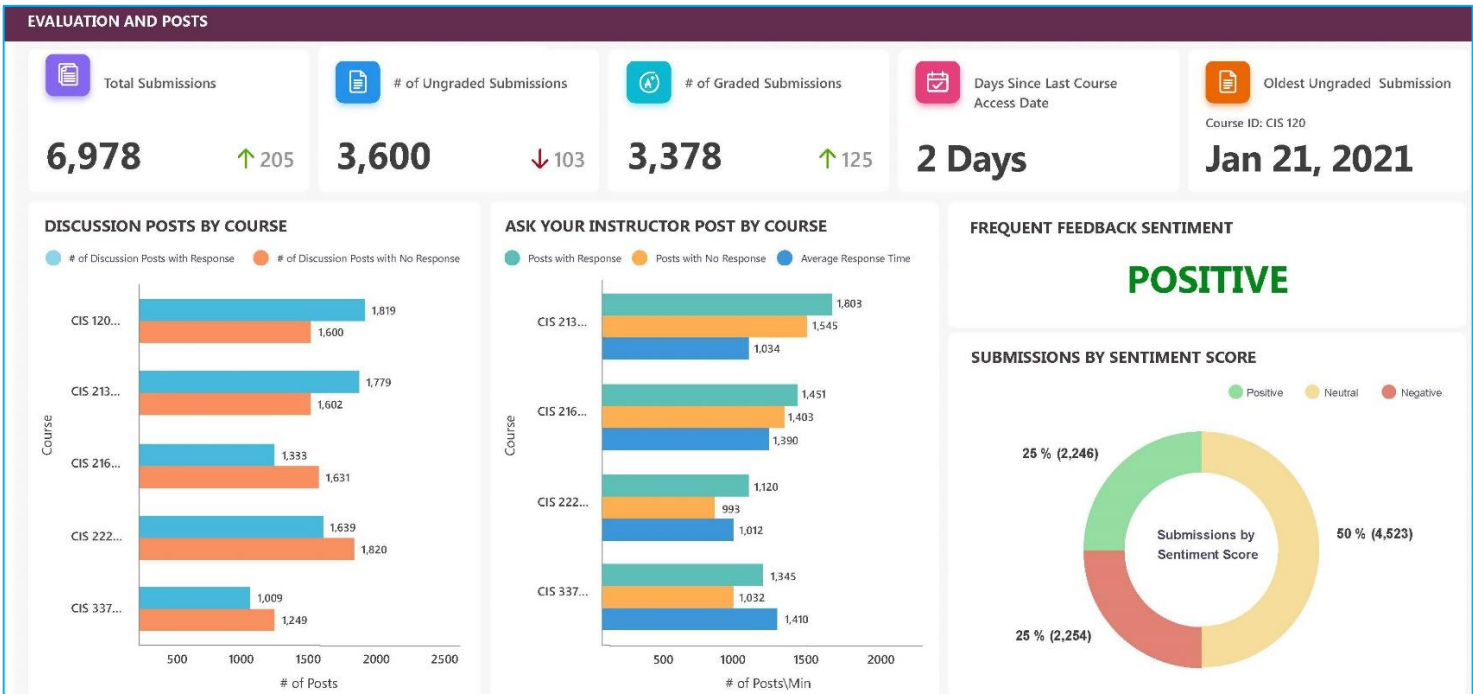 EVALUATION AND POSTS
Total Submissions
6,978
205
# of Ungraded Submissions
3,600
103
# of Graded Submissions
3,378
125
Days Since Last Course
Access Date
2 Days
Oldest Ungraded Submission
Course ID: CIS 120
Jan 21, 2021
DISCUSSION POSTS BY COURSE
# of Discussion Posts with Response
# of Discussion Posts with No Response
Course
CIS 120...
1,819
1,600
CIS 213...
1,779
1,602
CIS 216...
1,333
1,631
CIS 222...
1,639
1,820
CIS 337...
1,009
1,249
500 1000 1500 2000 2500
# of Posts
ASK YOUR INSTRUCTOR POST BY COURSE
Posts with Response
Posts with No Response
Average Response Time
Course
CIS 213...
1,803
1,545
1,034
CIS 216...
1,451
1,403
1,390
CIS 222...
1,120
993
1,012
CIS 337...
1,345
1,032
1,410
500 1000 1500 2000
# of Posts\Min
FREQUENT FEEDBACK SENTIMENT
POSITIVE
SUBMISSIONS BY SENTIMENT SCORE
Positive
Neutral
Negative
25 % (2,246)
50 % (4,523)
25 % (2,254)
Submissions by
Sentiment Score